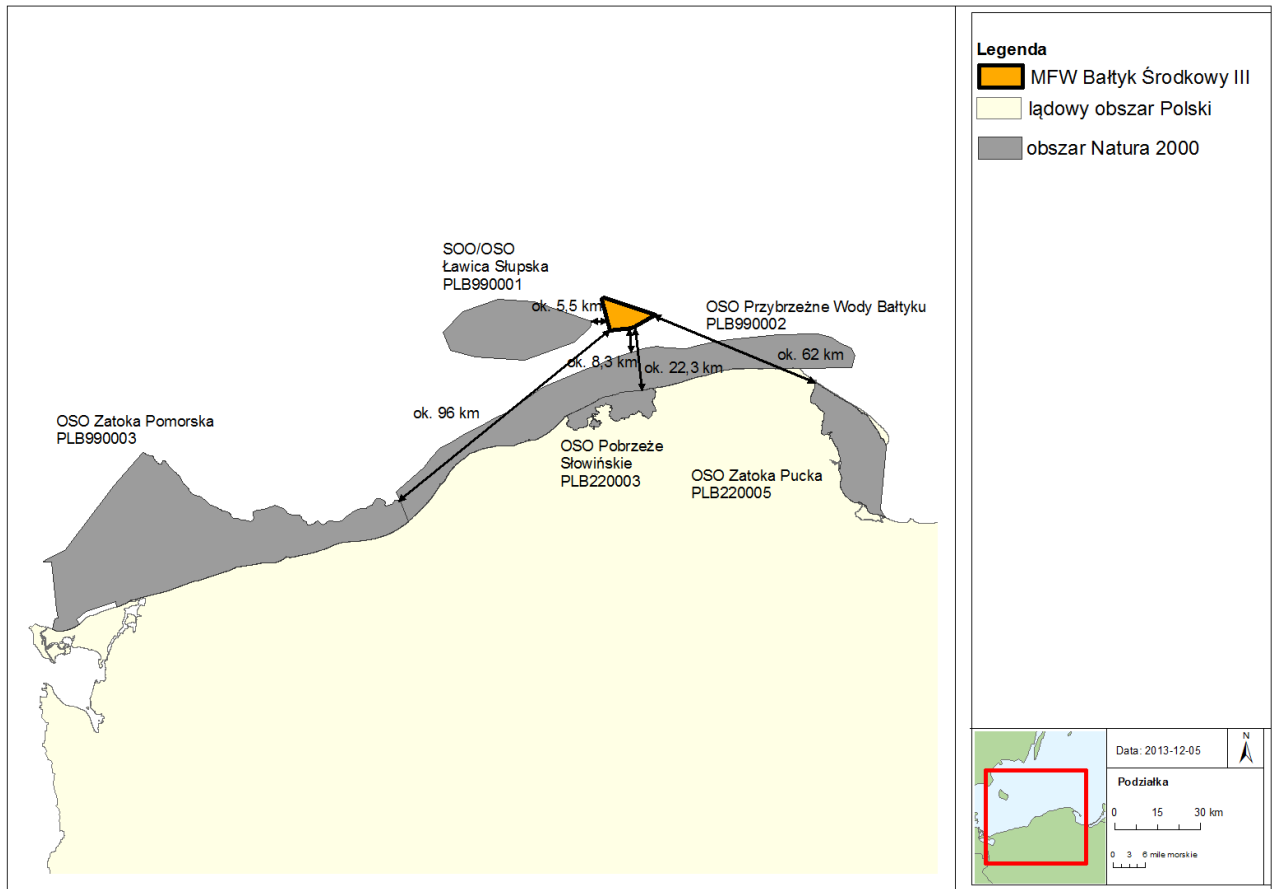 SOO/OSO
Ławica Słupska
PLB990001
ok. 5,5 km
OSO Przybrzeżne Wody Bałtyku
PLB990002
ok. 8,3 km
ok. 22,3 km
ok. 62 km
ok. 96 km
OSO Zatoka Pomorska
PLB990003
OSO Pobrzeże
Słowińskie
PLB220003
OSO Zatoka Pucka
PLB220005
Legenda
MFW Bałtyk Środkowy III
lądowy obszar Polski
obszar Natura 2000
Data: 2013-12-05
N
Podziałka
0 15 30 km
0 3 6 mile morskie